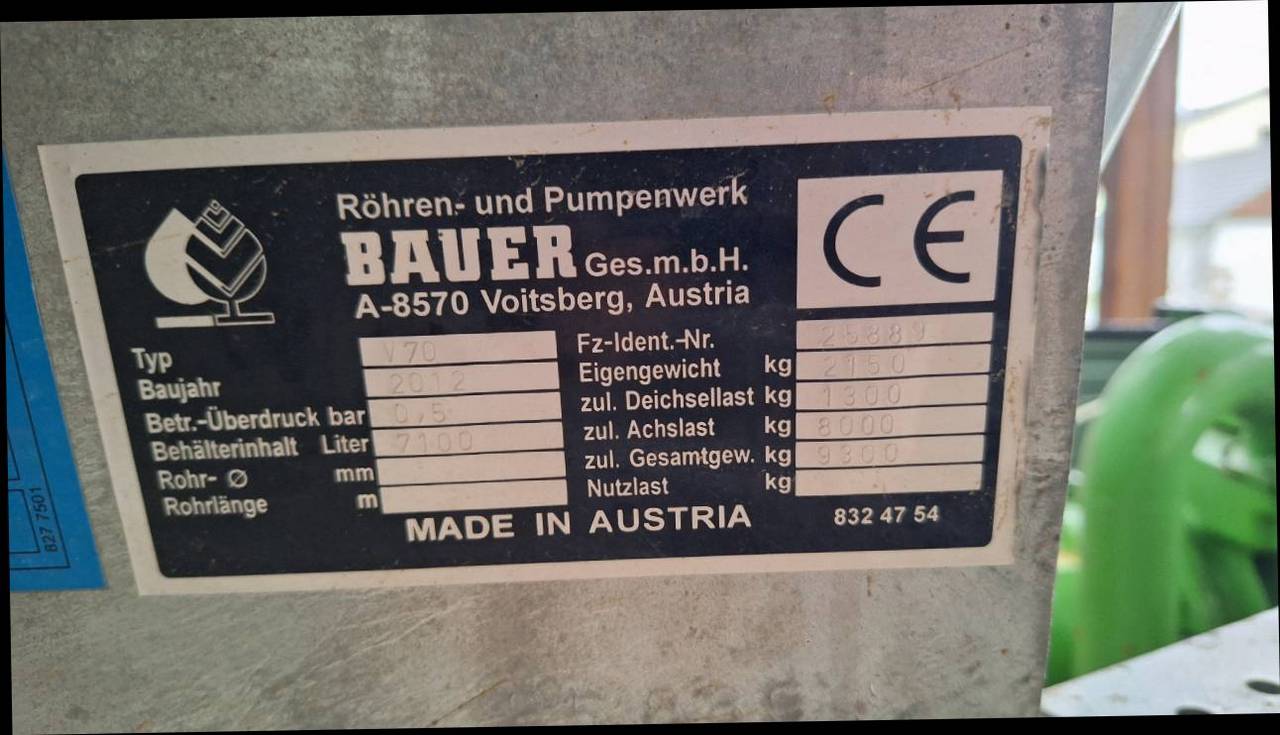 Röhren- und Pumpenwerk
BAUER Ges.m.b.H.
A-8570 Voitsberg, Austria
CE
Typ V70
Baujahr 2012
Betr.-Überdruck bar 0,5
Behälterinhalt Liter 7100
Rohr- Ø mm
Rohrlänge m
Fz-Ident.-Nr. 25889
Eigengewicht kg 2150
zul. Deichsellast kg 1300
zul. Achslast kg 8000
zul. Gesamtgew. kg 9300
Nutzlast kg
MADE IN AUSTRIA
832 47 54
827 7501